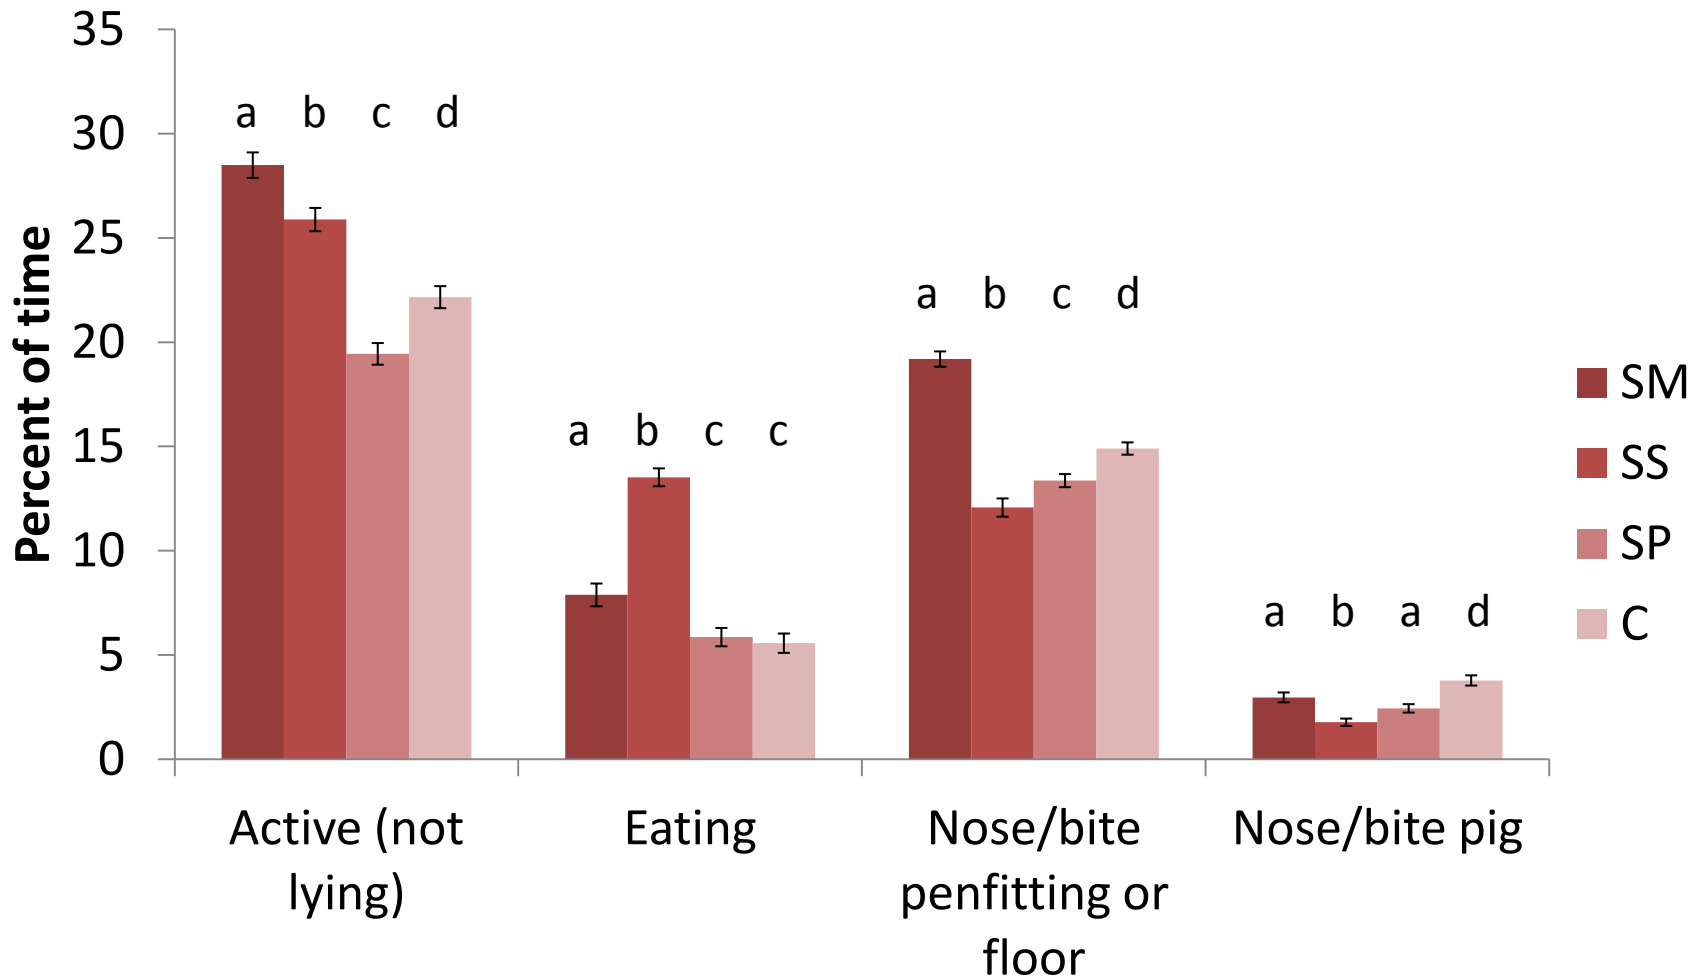 35
30
25
20
15
10
5
0
Percent of time
a b c d
a b c c
a b c d
a b a d
Active (not
lying)
Eating
Nose/bite
penfitting or
floor
Nose/bite pig
SM
SS
SP
C